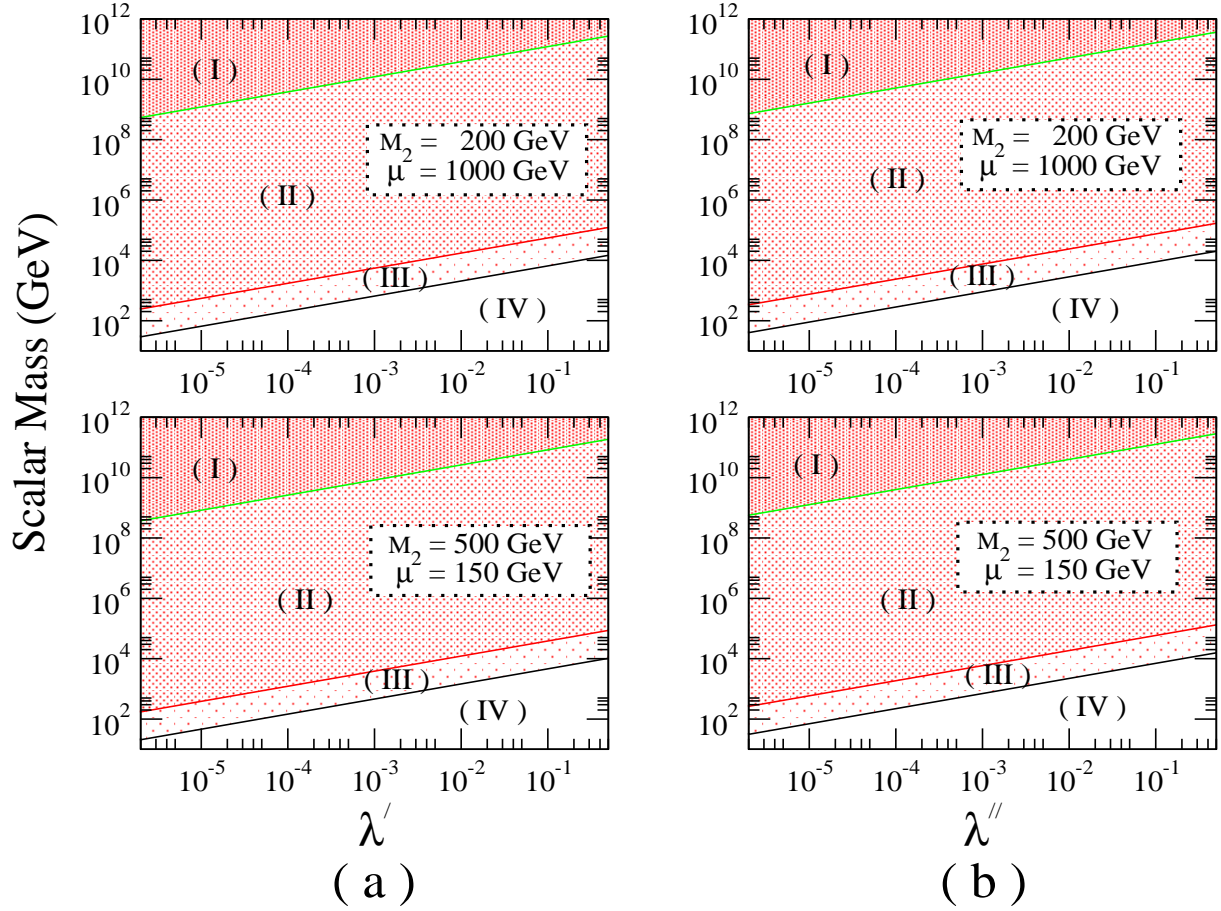 Scalar Mass (GeV)
10^12
10^10
10^8
10^6
10^4
10^2
( I )
( II )
( III )
( IV )
M_2 = 200 GeV
μ^2 = 1000 GeV
10^-5 10^-4 10^-3 10^-2 10^-1
( I )
( II )
( III )
( IV )
M_2 = 200 GeV
μ^2 = 1000 GeV
10^12
10^10
10^8
10^6
10^4
10^2
10^-5 10^-4 10^-3 10^-2 10^-1
10^12
10^10
10^8
10^6
10^4
10^2
( I )
( II )
( III )
( IV )
M_2 = 500 GeV
μ^2 = 150 GeV
10^-5 10^-4 10^-3 10^-2 10^-1
λ^/
( a )
10^12
10^10
10^8
10^6
10^4
10^2
( I )
( II )
( III )
( IV )
M_2 = 500 GeV
μ^2 = 150 GeV
10^-5 10^-4 10^-3 10^-2 10^-1
λ^//
( b )